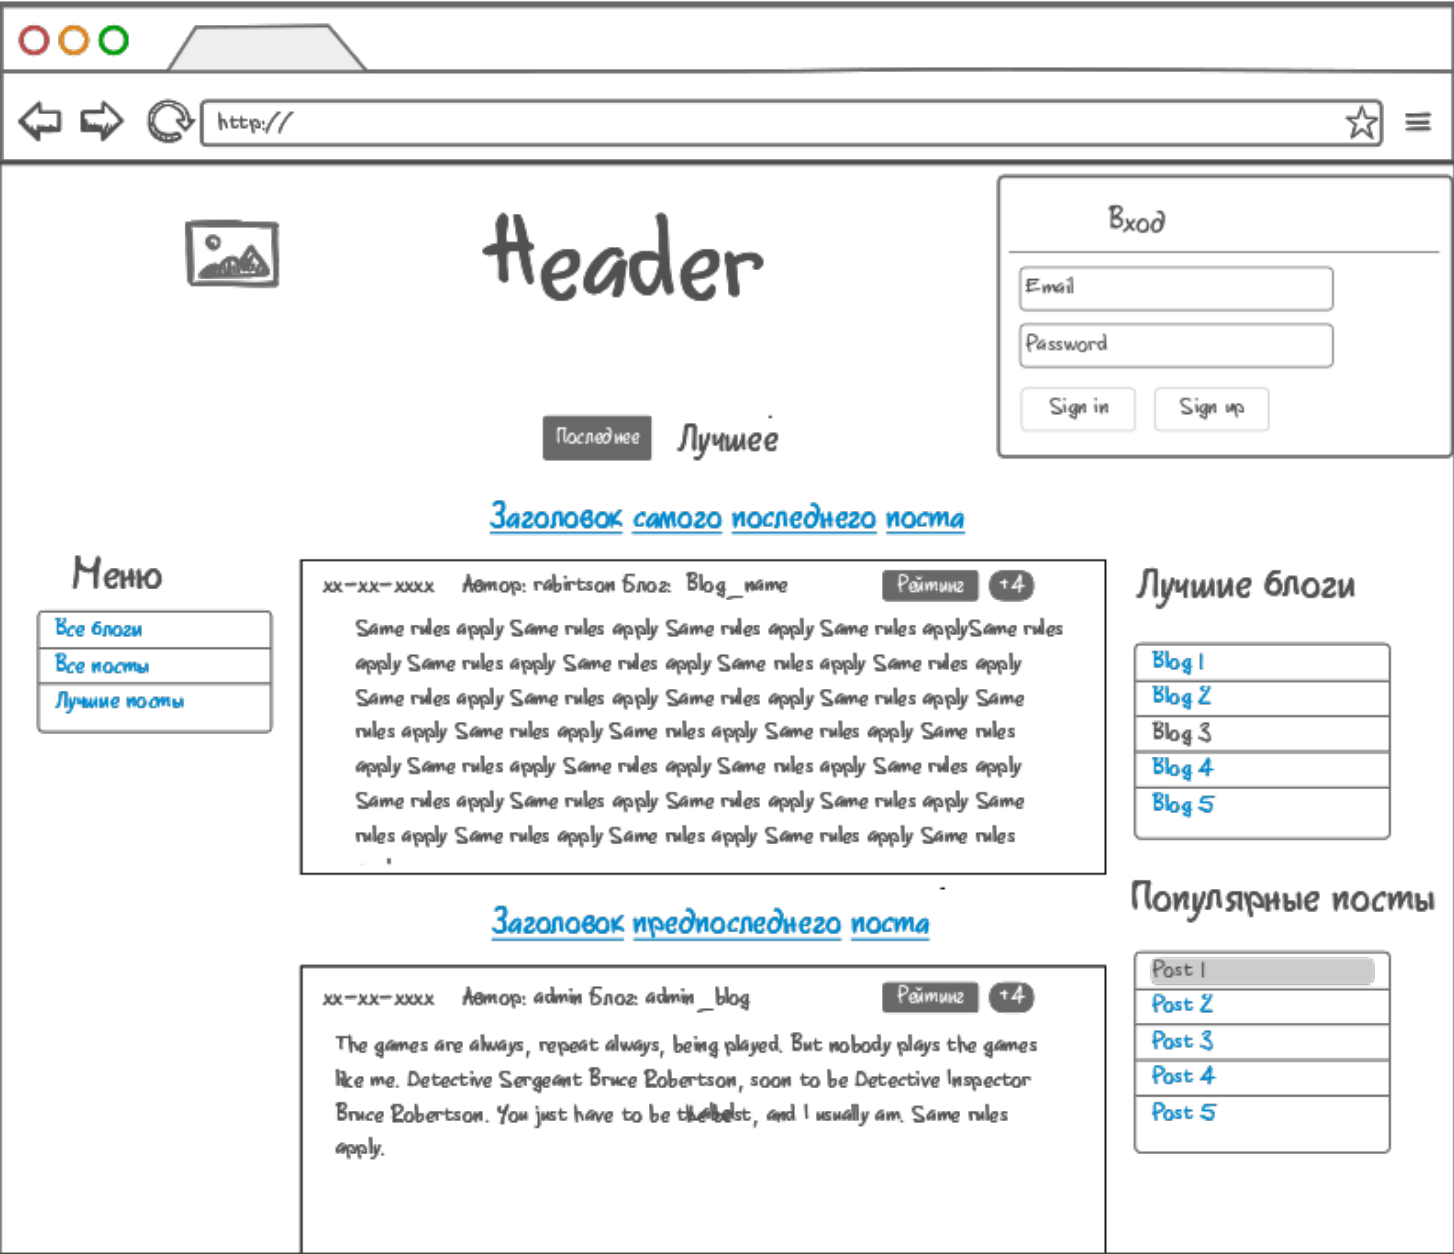 http://
Header
Вход
Email
Password
Sign in Sign up
Последнее Лучшее
Заголовок самого последнего поста
Меню
Все блоги
Все посты
Лучшие посты
xx-xx-xxxx Автор: rabirtson Блог: Blog_name Рейтинг +4
Same rules apply Same rules apply Same rules apply Same rules applySame rules
apply Same rules apply Same rules apply Same rules apply Same rules apply
Same rules apply Same rules apply Same rules apply Same rules apply Same
rules apply Same rules apply Same rules apply Same rules apply Same rules
apply Same rules apply Same rules apply Same rules apply Same rules apply
Same rules apply Same rules apply Same rules apply Same rules apply Same
rules apply Same rules apply Same rules apply Same rules apply Same rules
Заголовок предпоследнего поста
xx-xx-xxxx Автор: admin Блог: admin_blog Рейтинг +4
The games are always, repeat always, being played. But nobody plays the games
like me. Detective Sergeant Bruce Robertson, soon to be Detective Inspector
Bruce Robertson. You just have to be the best, and I usually am. Same rules
apply.
Лучшие блоги
Blog 1
Blog 2
Blog 3
Blog 4
Blog 5
Популярные посты
Post 1
Post 2
Post 3
Post 4
Post 5